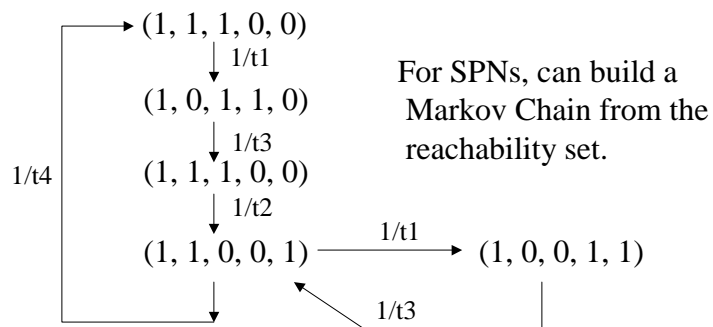 (1, 1, 1, 0, 0)
1/t1
For SPNs, can build a
Markov Chain from the
reachability set.
(1, 0, 1, 1, 0)
1/t3
1/t4
(1, 1, 1, 0, 0)
1/t2
(1, 1, 0, 0, 1)
1/t1
(1, 0, 0, 1, 1)
1/t3